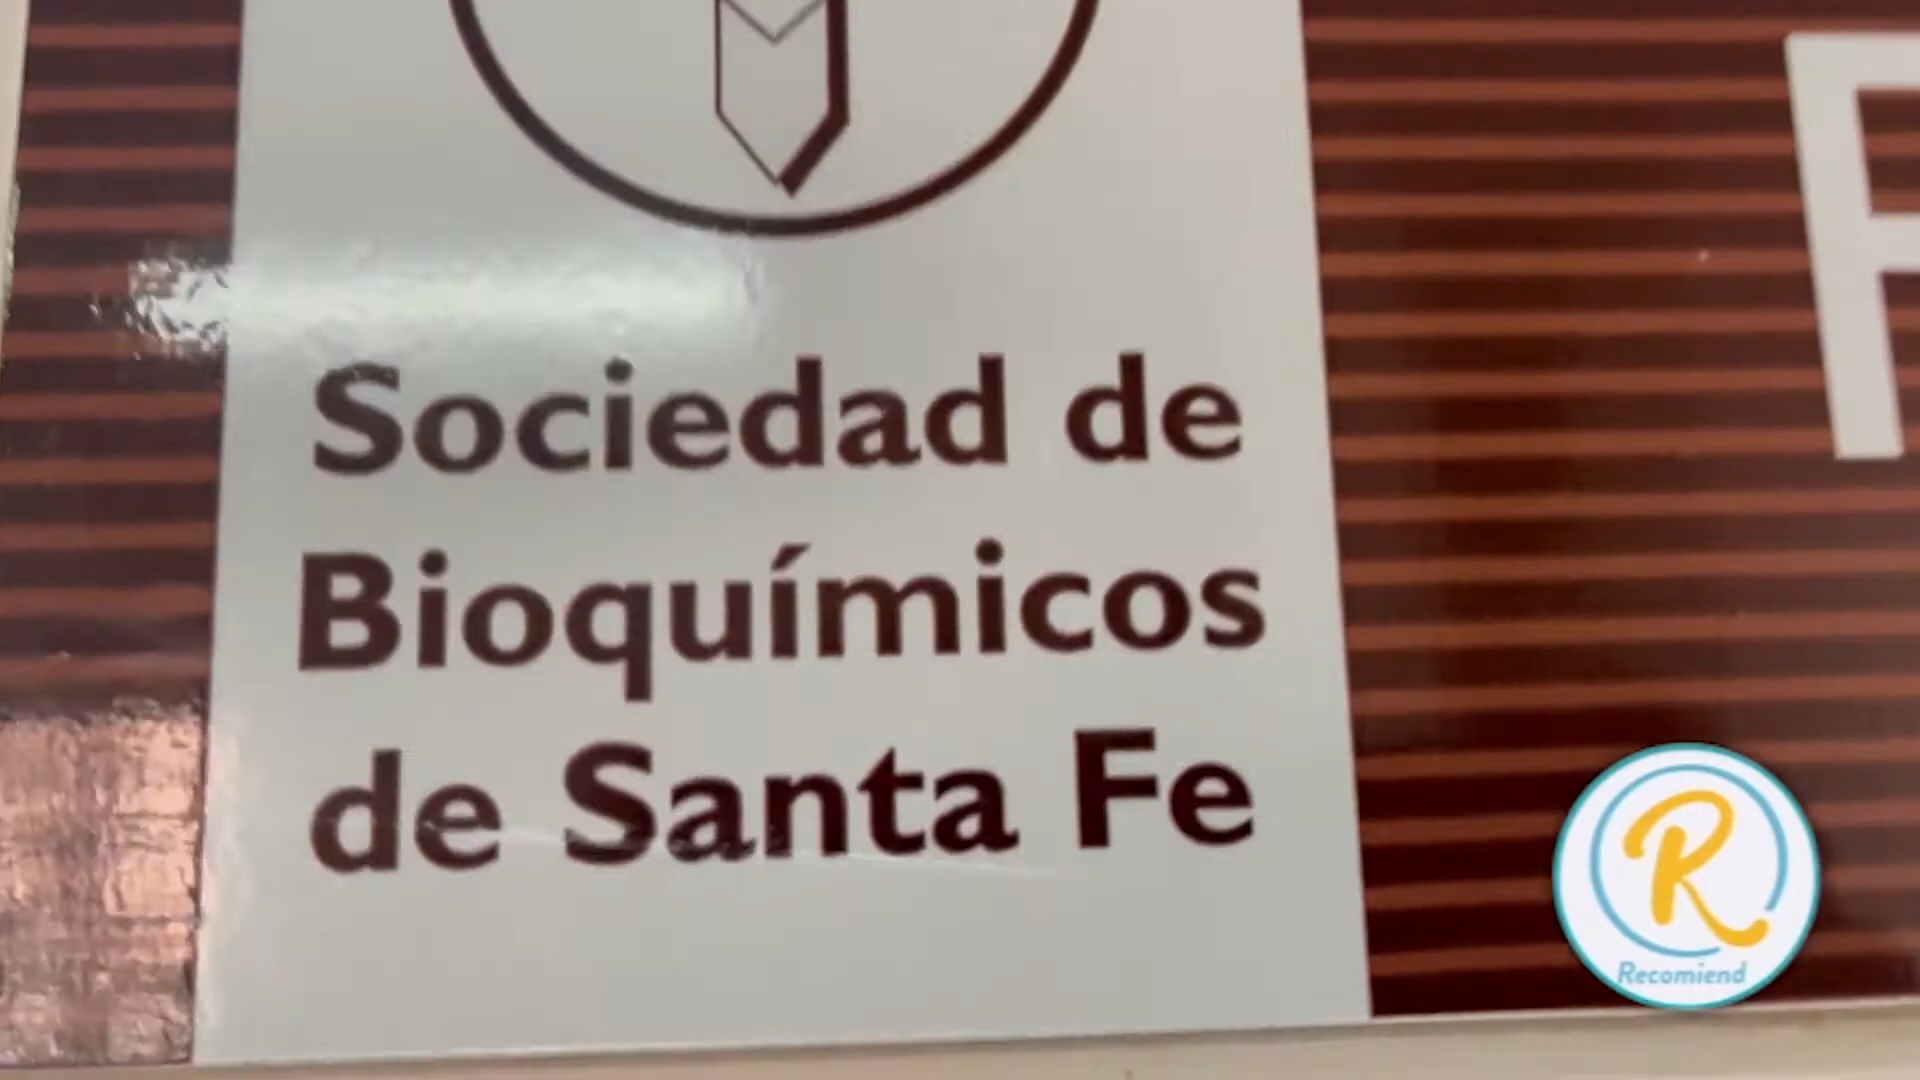 Sociedad de
Bioquímicos
de Santa Fe
R
Recomiend